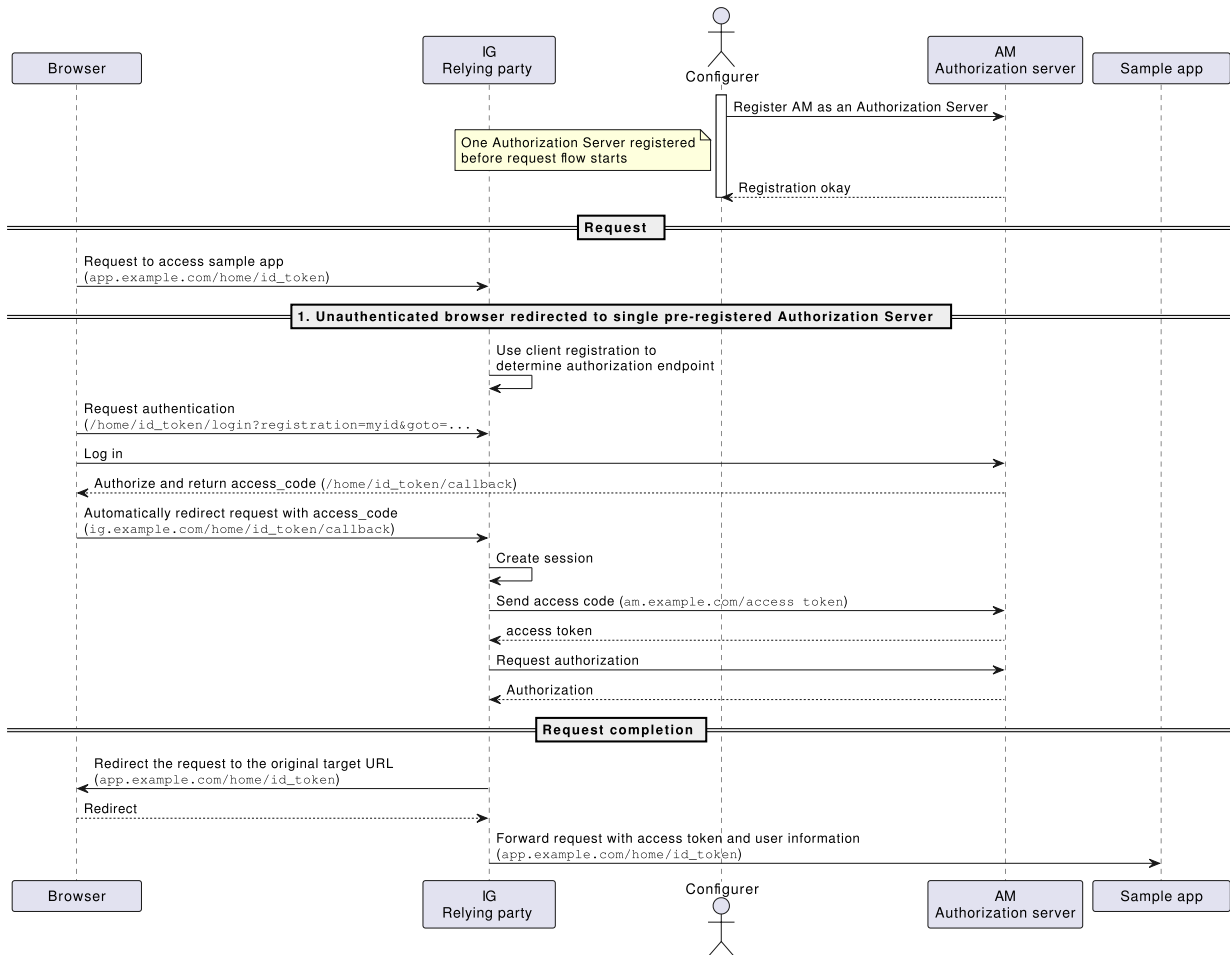 Browser
IG
Relying party
Configurer
AM
Authorization server
Sample app
Register AM as an Authorization Server
One Authorization Server registered
before request flow starts
Registration okay
Request
Request to access sample app
(app.example.com/home/id_token)
1. Unauthenticated browser redirected to single pre-registered Authorization Server
Use client registration to
determine authorization endpoint
Request authentication
(/home/id_token/login?registration=myid&goto=...
Log in
Authorize and return access_code (/home/id_token/callback)
Automatically redirect request with access_code
(ig.example.com/home/id_token/callback)
Create session
Send access code (am.example.com/access_token)
access token
Request authorization
Authorization
Request completion
Redirect the request to the original target URL
(app.example.com/home/id_token)
Redirect
Forward request with access token and user information
(app.example.com/home/id_token)
Browser
IG
Relying party
Configurer
AM
Authorization server
Sample app